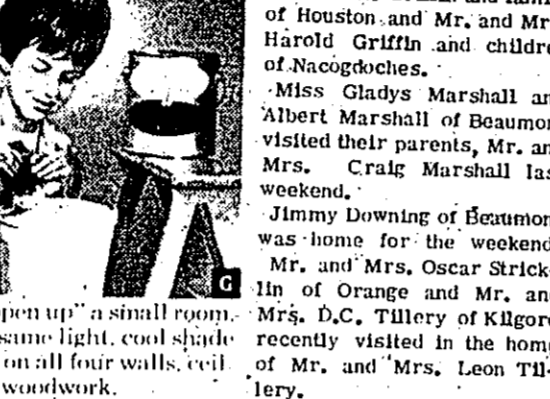 G
"open up" a small room,
same light, cool shade
on all four walls, ceil-
woodwork.
of Houston and Mr. and Mr
Harold Griffin and childre
of Nacogdoches.
Miss Gladys Marshall an
Albert Marshall of Beaumon
visited their parents, Mr. an
Mrs. Craig Marshall las
weekend.
Jimmy Downing of Beaumon
was home for the weekend
Mr. and Mrs. Oscar Strick-
lin of Orange and Mr. an
Mrs. D.C. Tillery of Kilgore
recently visited in the hom
of Mr. and Mrs. Leon Til-
lery.